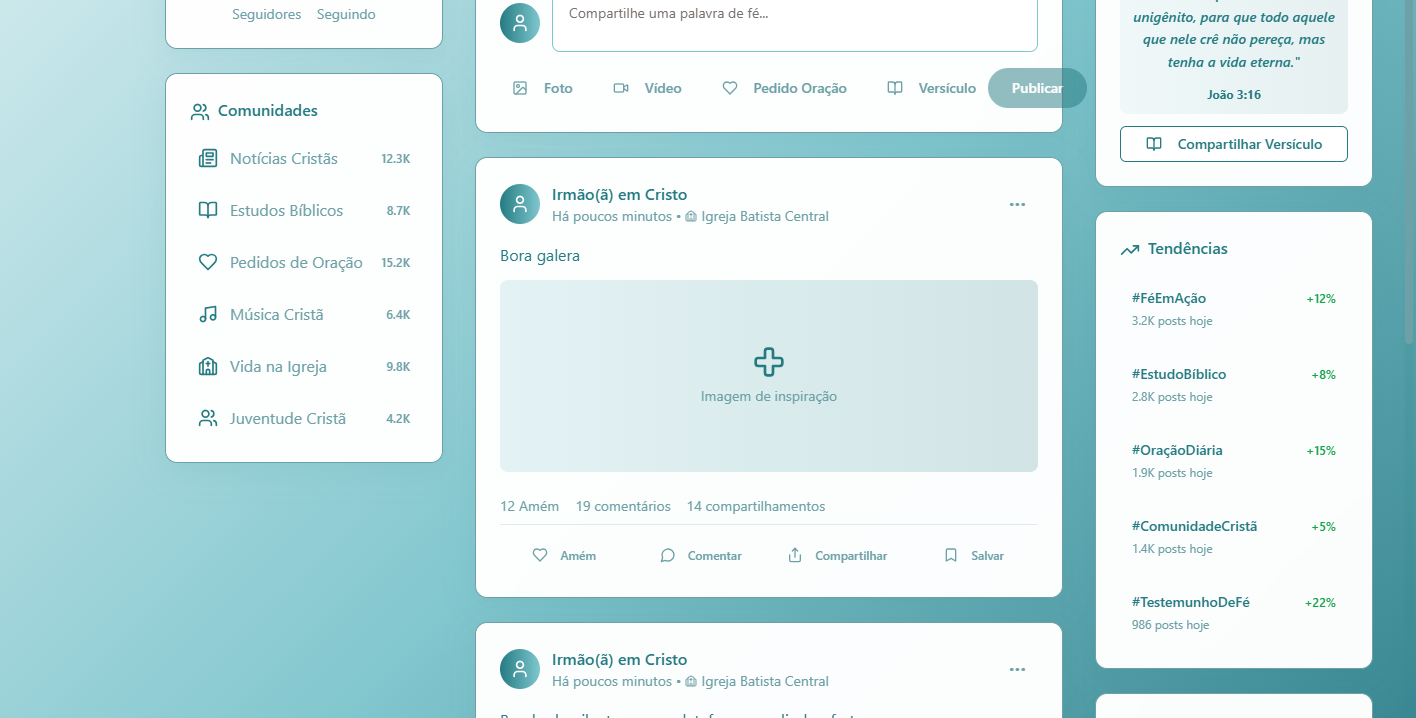 Seguidores Seguindo
Comunidades
Notícias Cristãs 12.3K
Estudos Bíblicos 8.7K
Pedidos de Oração 15.2K
Música Cristã 6.4K
Vida na Igreja 9.8K
Juventude Cristã 4.2K
Compartilhe uma palavra de fé...
Foto Vídeo Pedido Oração Versículo Publicar
Irmão(ã) em Cristo
Há poucos minutos • Igreja Batista Central
Bora galera
Imagem de inspiração
12 Amém 19 comentários 14 compartilhamentos
Amém Comentar Compartilhar Salvar
Irmão(ã) em Cristo
Há poucos minutos • Igreja Batista Central
unigênito, para que todo aquele
que nele crê não pereça, mas
tenha a vida eterna."
João 3:16
Compartilhar Versículo
Tendências
#FéEmAção +12%
3.2K posts hoje
#EstudoBíblico +8%
2.8K posts hoje
#OraçãoDiária +15%
1.9K posts hoje
#ComunidadeCristã +5%
1.4K posts hoje
#TestemunhoDeFé +22%
986 posts hoje